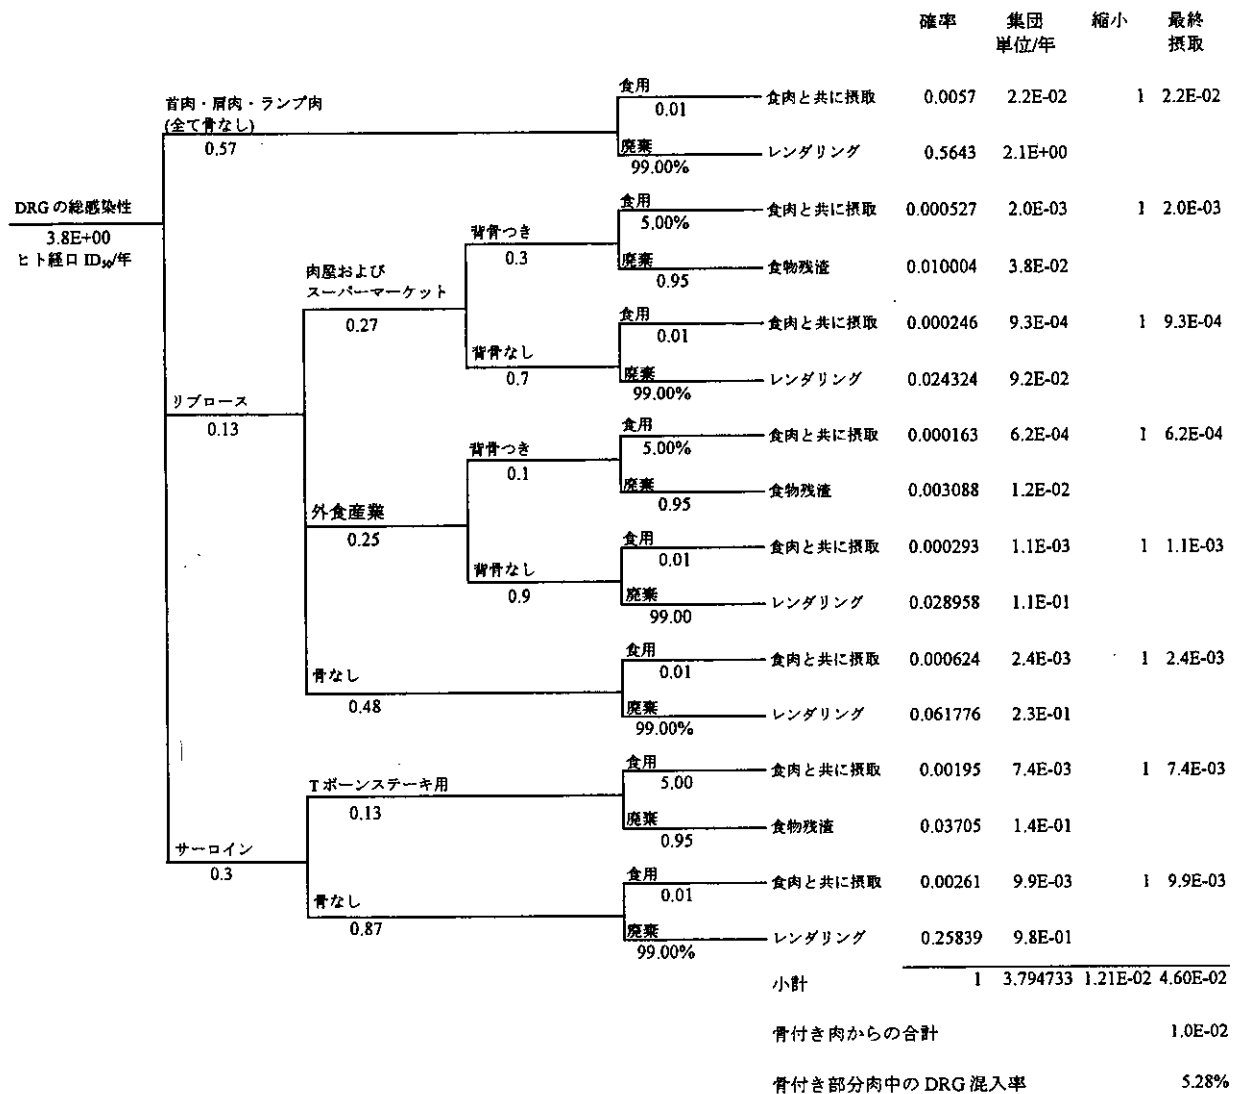 確率 集団 縮小 最終
単位/年 摂取
食用
首肉・肩肉・ランプ肉 0.01 食肉と共に摂取 0.0057 2.2E-02 1 2.2E-02
(全て骨なし)
0.57 廃棄
99.00% レンダリング 0.5643 2.1E+00
DRG の総感染性
3.8E+00
ヒト経口 ID50/年
食用
5.00% 食肉と共に摂取 0.000527 2.0E-03 1 2.0E-03
背骨つき
0.3 廃棄
0.95 食物残渣 0.010004 3.8E-02
肉屋および
スーパーマーケット
0.27 食用
0.01 食肉と共に摂取 0.000246 9.3E-04 1 9.3E-04
背骨なし
0.7 廃棄
99.00% レンダリング 0.024324 9.2E-02
リブロース
0.13 食用
5.00% 食肉と共に摂取 0.000163 6.2E-04 1 6.2E-04
背骨つき
0.1 廃棄
0.95 食物残渣 0.003088 1.2E-02
外食産業
0.25 食用
0.01 食肉と共に摂取 0.000293 1.1E-03 1 1.1E-03
背骨なし
0.9 廃棄
99.00 レンダリング 0.028958 1.1E-01
食用
0.01 食肉と共に摂取 0.000624 2.4E-03 1 2.4E-03
骨なし
0.48 廃棄
99.00% レンダリング 0.061776 2.3E-01
食用
5.00 食肉と共に摂取 0.00195 7.4E-03 1 7.4E-03
Tボーンステーキ用
0.13 廃棄
0.95 食物残渣 0.03705 1.4E-01
サーロイン
0.3 食用
0.01 食肉と共に摂取 0.00261 9.9E-03 1 9.9E-03
骨なし
0.87 廃棄
99.00% レンダリング 0.25839 9.8E-01
小計 1 3.794733 1.21E-02 4.60E-02
骨付き肉からの合計 1.0E-02
骨付き部分肉中の DRG 混入率 5.28%